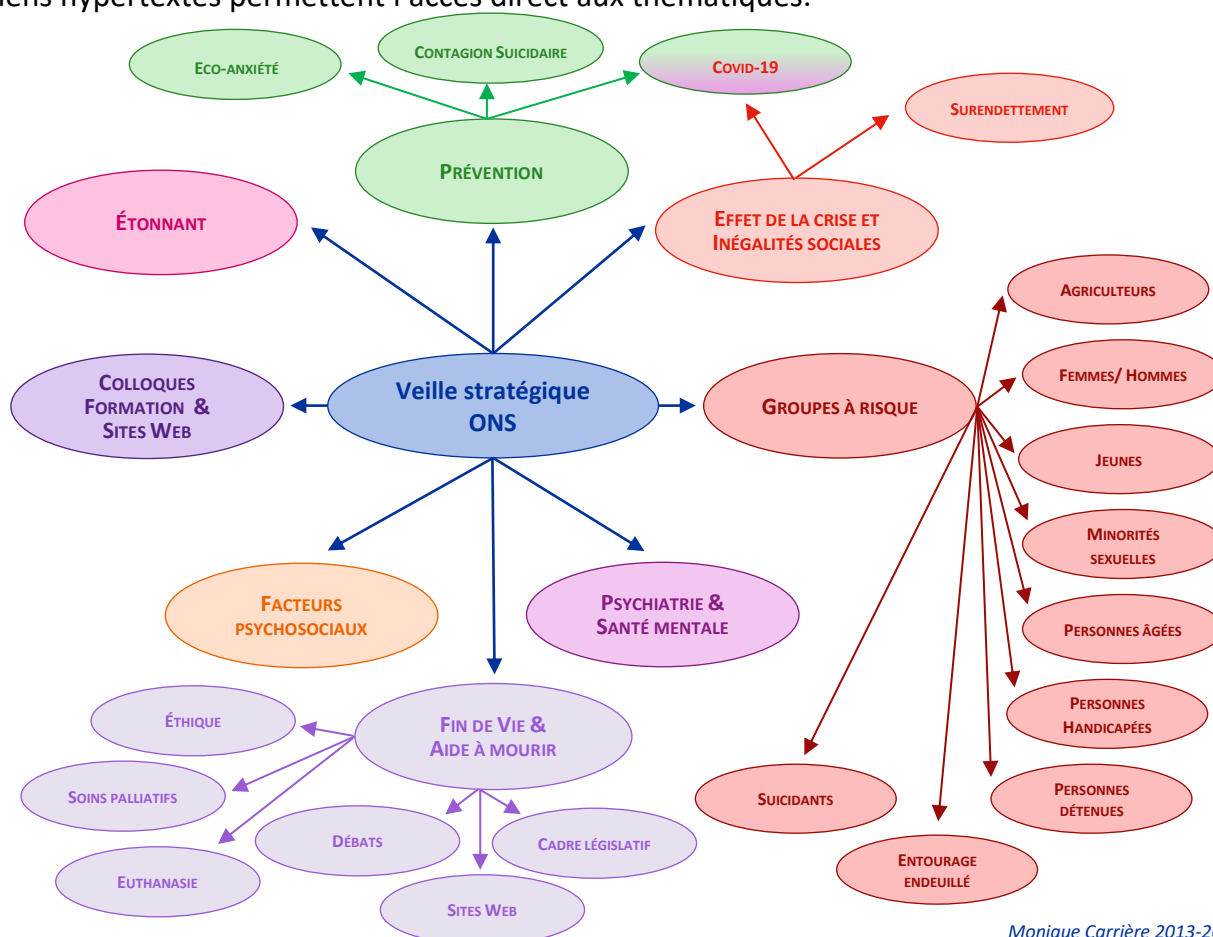 liens hypertextes permettent l'accès direct aux thématiques.
CONTAGION SUICIDAIRE
ECO-ANXIÉTÉ
COVID-19
SURENDETTEMENT
PRÉVENTION
ÉTONNANT
EFFET DE LA CRISE ET
INÉGALITÉS SOCIALES
AGRICULTEURS
COLLOQUES
FORMATION &
SITES WEB
Veille stratégique
ONS
GROUPES À RISQUE
FEMMES/ HOMMES
JEUNES
MINORITÉS
SEXUELLES
FACTEURS
PSYCHOSOCIAUX
PSYCHIATRIE &
SANTÉ MENTALE
PERSONNES ÂGÉES
PERSONNES
HANDICAPÉES
FIN DE VIE &
AIDE À MOURIR
ÉTHIQUE
SOINS PALLIATIFS
EUTHANASIE
DÉBATS
SITES WEB
CADRE LÉGISLATIF
SUICIDANTS
PERSONNES
DÉTENUES
ENTOURAGE
ENDEUILLÉ
Monique Carrière 2013-20